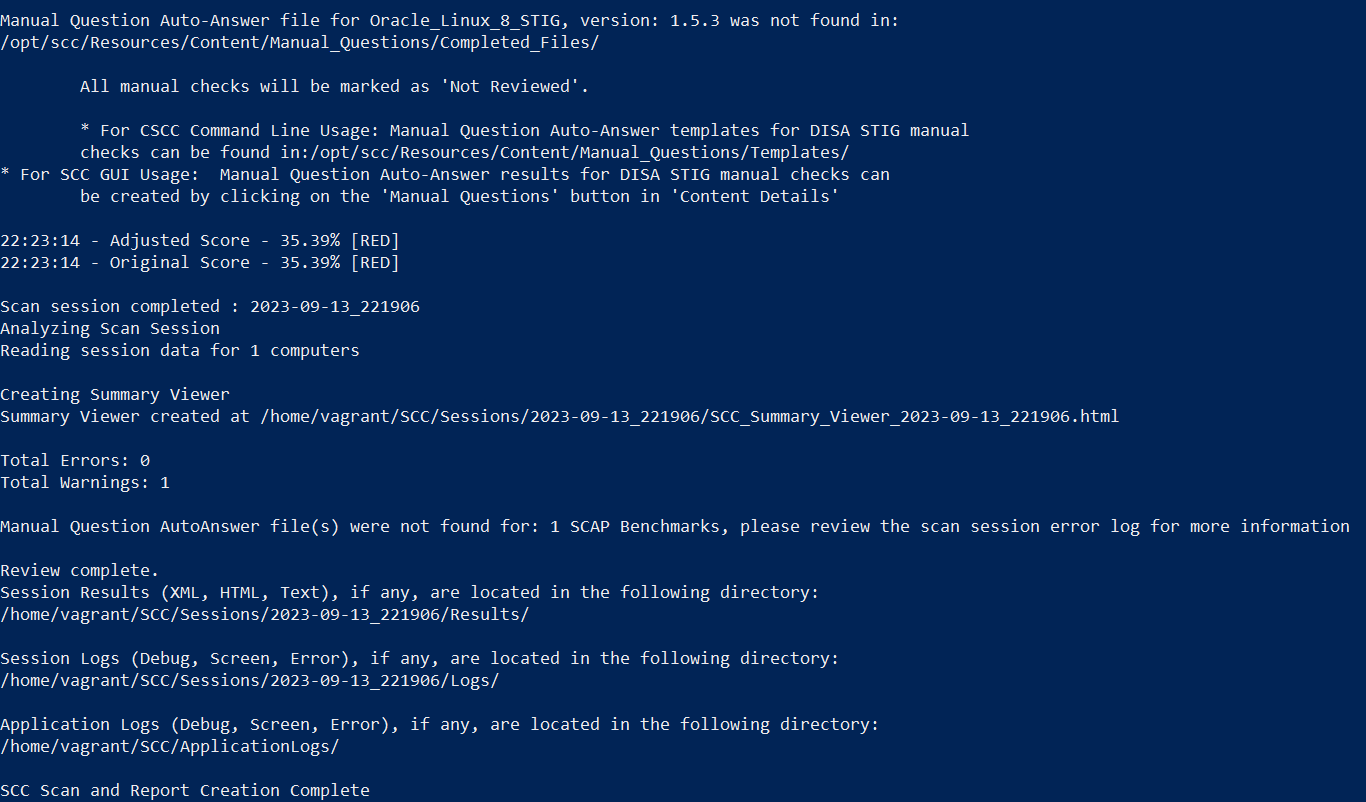 Manual Question Auto-Answer file for Oracle_Linux_8_STIG, version: 1.5.3 was not found in:
/opt/scc/Resources/Content/Manual_Questions/Completed_Files/
All manual checks will be marked as 'Not Reviewed'.
* For CSCC Command Line Usage: Manual Question Auto-Answer templates for DISA STIG manual
checks can be found in:/opt/scc/Resources/Content/Manual_Questions/Templates/
* For SCC GUI Usage:  Manual Question Auto-Answer results for DISA STIG manual checks can
be created by clicking on the 'Manual Questions' button in 'Content Details'
22:23:14 - Adjusted Score - 35.39% [RED]
22:23:14 - Original Score - 35.39% [RED]
Scan session completed : 2023-09-13_221906
Analyzing Scan Session
Reading session data for 1 computers
Creating Summary Viewer
Summary Viewer created at /home/vagrant/SCC/Sessions/2023-09-13_221906/SCC_Summary_Viewer_2023-09-13_221906.html
Total Errors: 0
Total Warnings: 1
Manual Question AutoAnswer file(s) were not found for: 1 SCAP Benchmarks, please review the scan session error log for more information
Review complete.
Session Results (XML, HTML, Text), if any, are located in the following directory:
/home/vagrant/SCC/Sessions/2023-09-13_221906/Results/
Session Logs (Debug, Screen, Error), if any, are located in the following directory:
/home/vagrant/SCC/Sessions/2023-09-13_221906/Logs/
Application Logs (Debug, Screen, Error), if any, are located in the following directory:
/home/vagrant/SCC/ApplicationLogs/
SCC Scan and Report Creation Complete